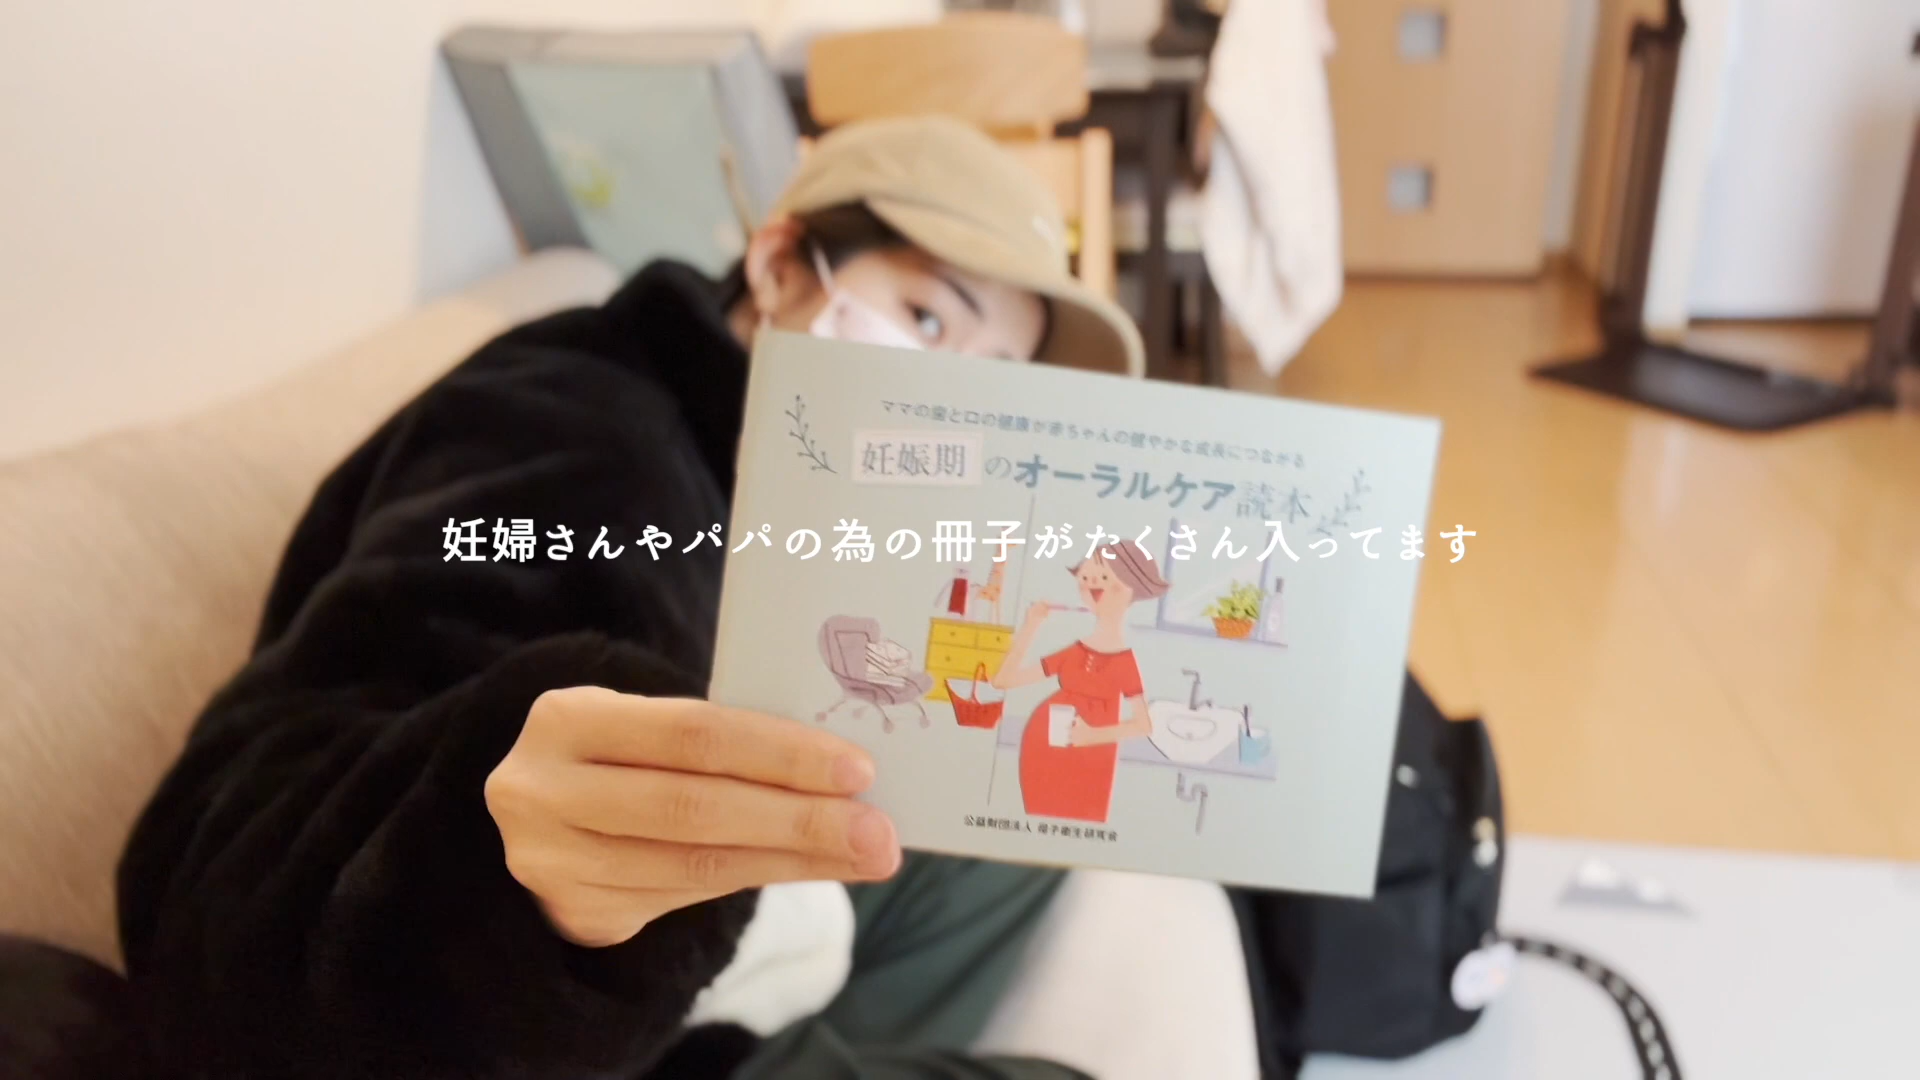 ママの歯と口の健康が赤ちゃんの健やかな成長につながる
妊娠期のオーラルケア読本
妊婦さんやパパの為の冊子がたくさん入ってます
公益財団法人 母子衛生研究会